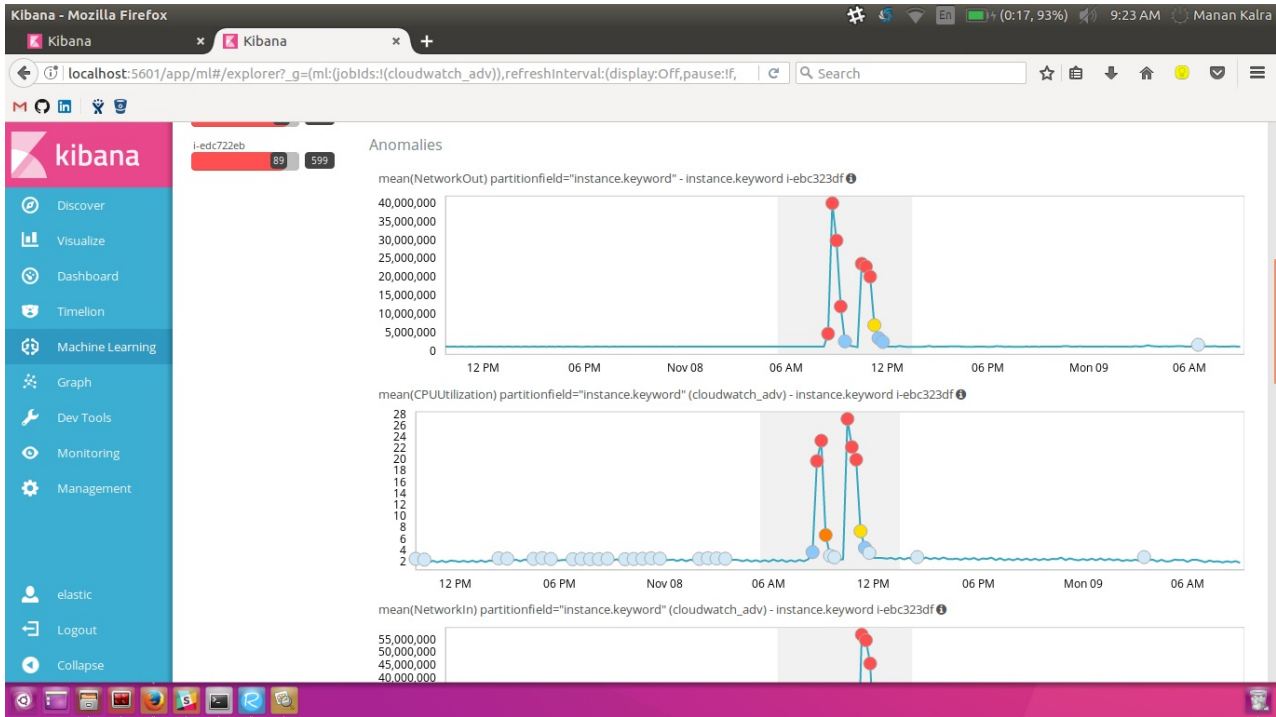 Kibana - Mozilla Firefox
En (0:17, 93%) 9:23 AM Manan Kalra
Kibana × Kibana × +
localhost:5601/app/ml#/explorer?_g=(ml:(jobIds:!(cloudwatch_adv)),refreshInterval:(display:Off,pause:!f, Search
kibana
Discover
Visualize
Dashboard
Timelion
Machine Learning
Graph
Dev Tools
Monitoring
Management
elastic
Logout
Collapse
i-edc722eb
89 599
Anomalies
mean(NetworkOut) partitionfield="instance.keyword" - instance.keyword i-ebc323df
40,000,000
35,000,000
30,000,000
25,000,000
20,000,000
15,000,000
10,000,000
5,000,000
0
12 PM 06 PM Nov 08 06 AM 12 PM 06 PM Mon 09 06 AM
mean(CPUUtilization) partitionfield="instance.keyword" (cloudwatch_adv) - instance.keyword i-ebc323df
28
26
24
22
20
18
16
14
12
10
8
6
4
2
12 PM 06 PM Nov 08 06 AM 12 PM 06 PM Mon 09 06 AM
mean(NetworkIn) partitionfield="instance.keyword" (cloudwatch_adv) - instance.keyword i-ebc323df
55,000,000
50,000,000
45,000,000
40,000,000